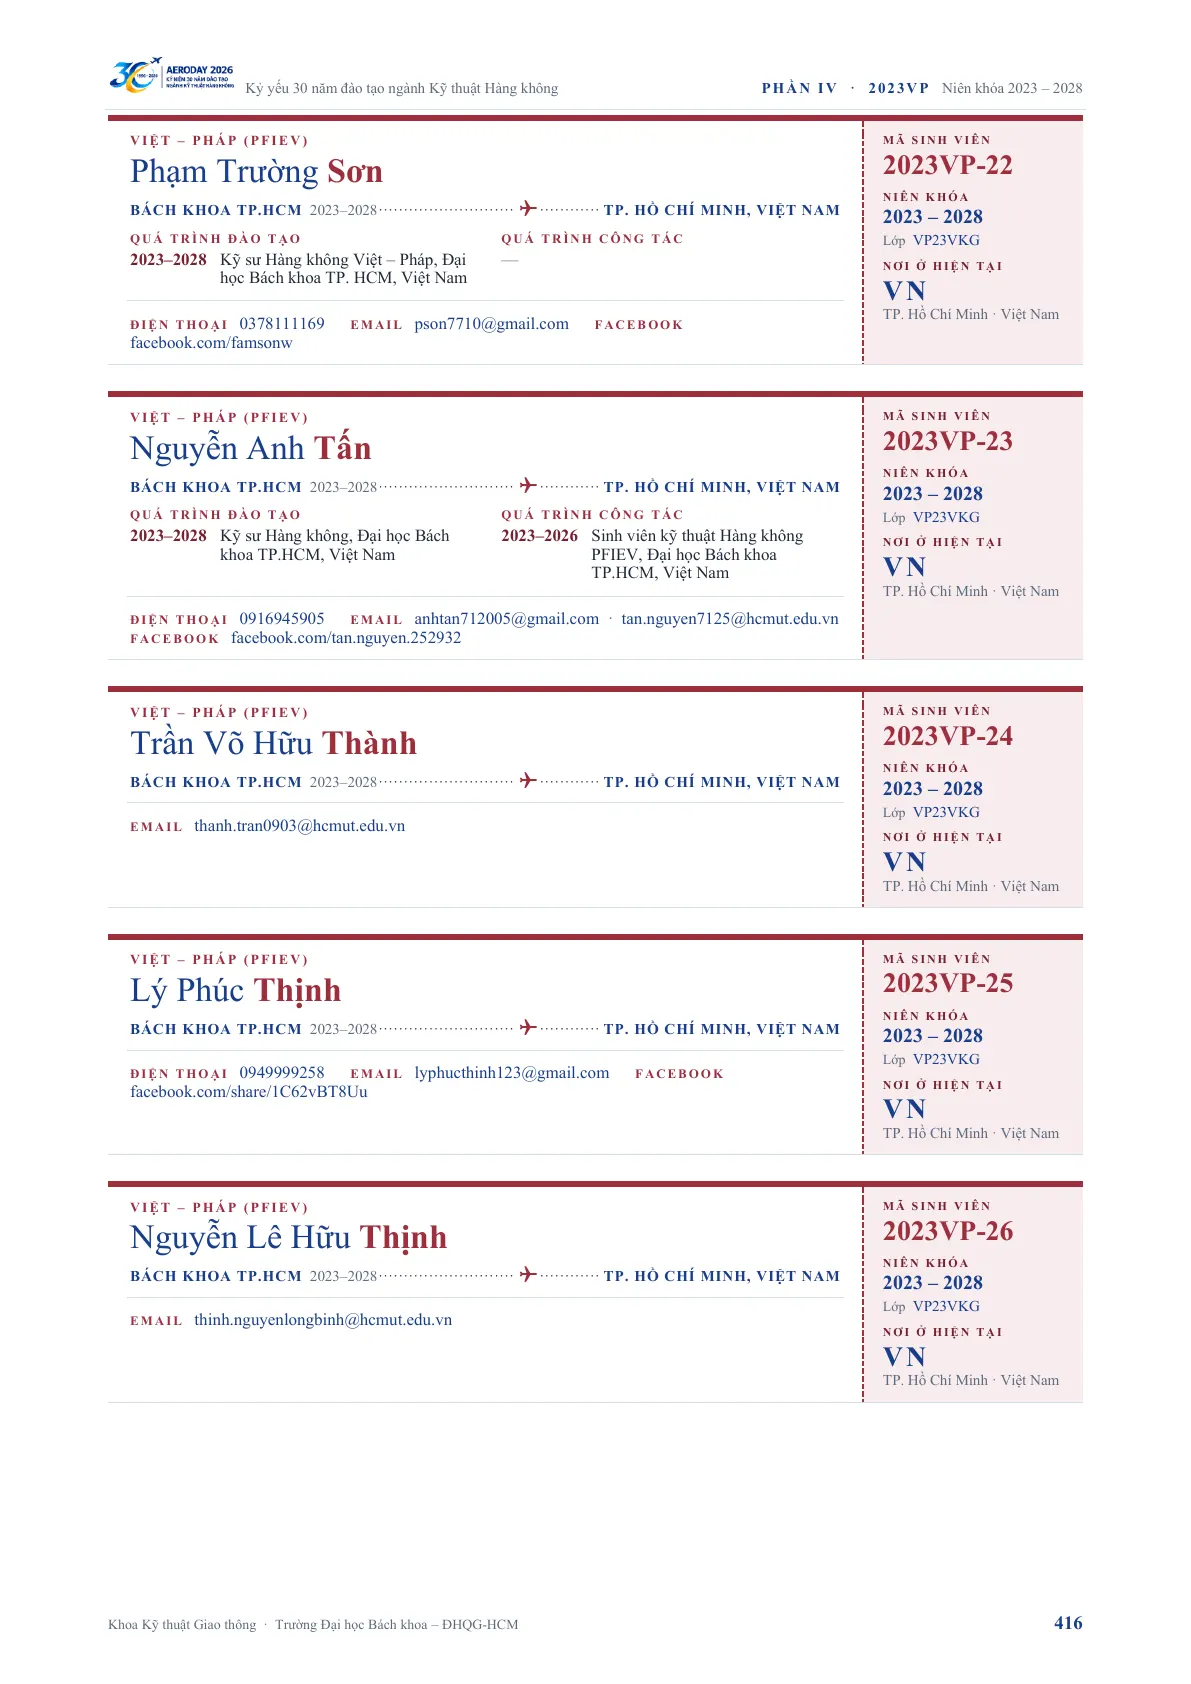 30 1996 - 2026 AERODAY 2026
KỶ NIỆM 30 NĂM ĐÀO TẠO
NGÀNH KỸ THUẬT HÀNG KHÔNG
Kỷ yếu 30 năm đào tạo ngành Kỹ thuật Hàng không
PHẦN IV · 2023VP Niên khóa 2023 – 2028
VIỆT – PHÁP (PFIEV)
Phạm Trường Sơn
BÁCH KHOA TP.HCM 2023–2028 TP. HỒ CHÍ MINH, VIỆT NAM
QUÁ TRÌNH ĐÀO TẠO
2023–2028 Kỹ sư Hàng không Việt – Pháp, Đại
học Bách khoa TP. HCM, Việt Nam
QUÁ TRÌNH CÔNG TÁC
—
ĐIỆN THOẠI 0378111169 EMAIL pson7710@gmail.com FACEBOOK
facebook.com/famsonw
MÃ SINH VIÊN
2023VP-22
NIÊN KHÓA
2023 – 2028
Lớp VP23VKG
NƠI Ở HIỆN TẠI
VN
TP. Hồ Chí Minh · Việt Nam
VIỆT – PHÁP (PFIEV)
Nguyễn Anh Tấn
BÁCH KHOA TP.HCM 2023–2028 TP. HỒ CHÍ MINH, VIỆT NAM
QUÁ TRÌNH ĐÀO TẠO
2023–2028 Kỹ sư Hàng không, Đại học Bách
khoa TP.HCM, Việt Nam
QUÁ TRÌNH CÔNG TÁC
2023–2026 Sinh viên kỹ thuật Hàng không
PFIEV, Đại học Bách khoa
TP.HCM, Việt Nam
ĐIỆN THOẠI 0916945905 EMAIL anhtan712005@gmail.com · tan.nguyen7125@hcmut.edu.vn
FACEBOOK facebook.com/tan.nguyen.252932
MÃ SINH VIÊN
2023VP-23
NIÊN KHÓA
2023 – 2028
Lớp VP23VKG
NƠI Ở HIỆN TẠI
VN
TP. Hồ Chí Minh · Việt Nam
VIỆT – PHÁP (PFIEV)
Trần Võ Hữu Thành
BÁCH KHOA TP.HCM 2023–2028 TP. HỒ CHÍ MINH, VIỆT NAM
EMAIL thanh.tran0903@hcmut.edu.vn
MÃ SINH VIÊN
2023VP-24
NIÊN KHÓA
2023 – 2028
Lớp VP23VKG
NƠI Ở HIỆN TẠI
VN
TP. Hồ Chí Minh · Việt Nam
VIỆT – PHÁP (PFIEV)
Lý Phúc Thịnh
BÁCH KHOA TP.HCM 2023–2028 TP. HỒ CHÍ MINH, VIỆT NAM
ĐIỆN THOẠI 0949999258 EMAIL lyphucthinh123@gmail.com FACEBOOK
facebook.com/share/1C62vBT8Uu
MÃ SINH VIÊN
2023VP-25
NIÊN KHÓA
2023 – 2028
Lớp VP23VKG
NƠI Ở HIỆN TẠI
VN
TP. Hồ Chí Minh · Việt Nam
VIỆT – PHÁP (PFIEV)
Nguyễn Lê Hữu Thịnh
BÁCH KHOA TP.HCM 2023–2028 TP. HỒ CHÍ MINH, VIỆT NAM
EMAIL thinh.nguyenlongbinh@hcmut.edu.vn
MÃ SINH VIÊN
2023VP-26
NIÊN KHÓA
2023 – 2028
Lớp VP23VKG
NƠI Ở HIỆN TẠI
VN
TP. Hồ Chí Minh · Việt Nam
Khoa Kỹ thuật Giao thông · Trường Đại học Bách khoa – ĐHQG-HCM
416